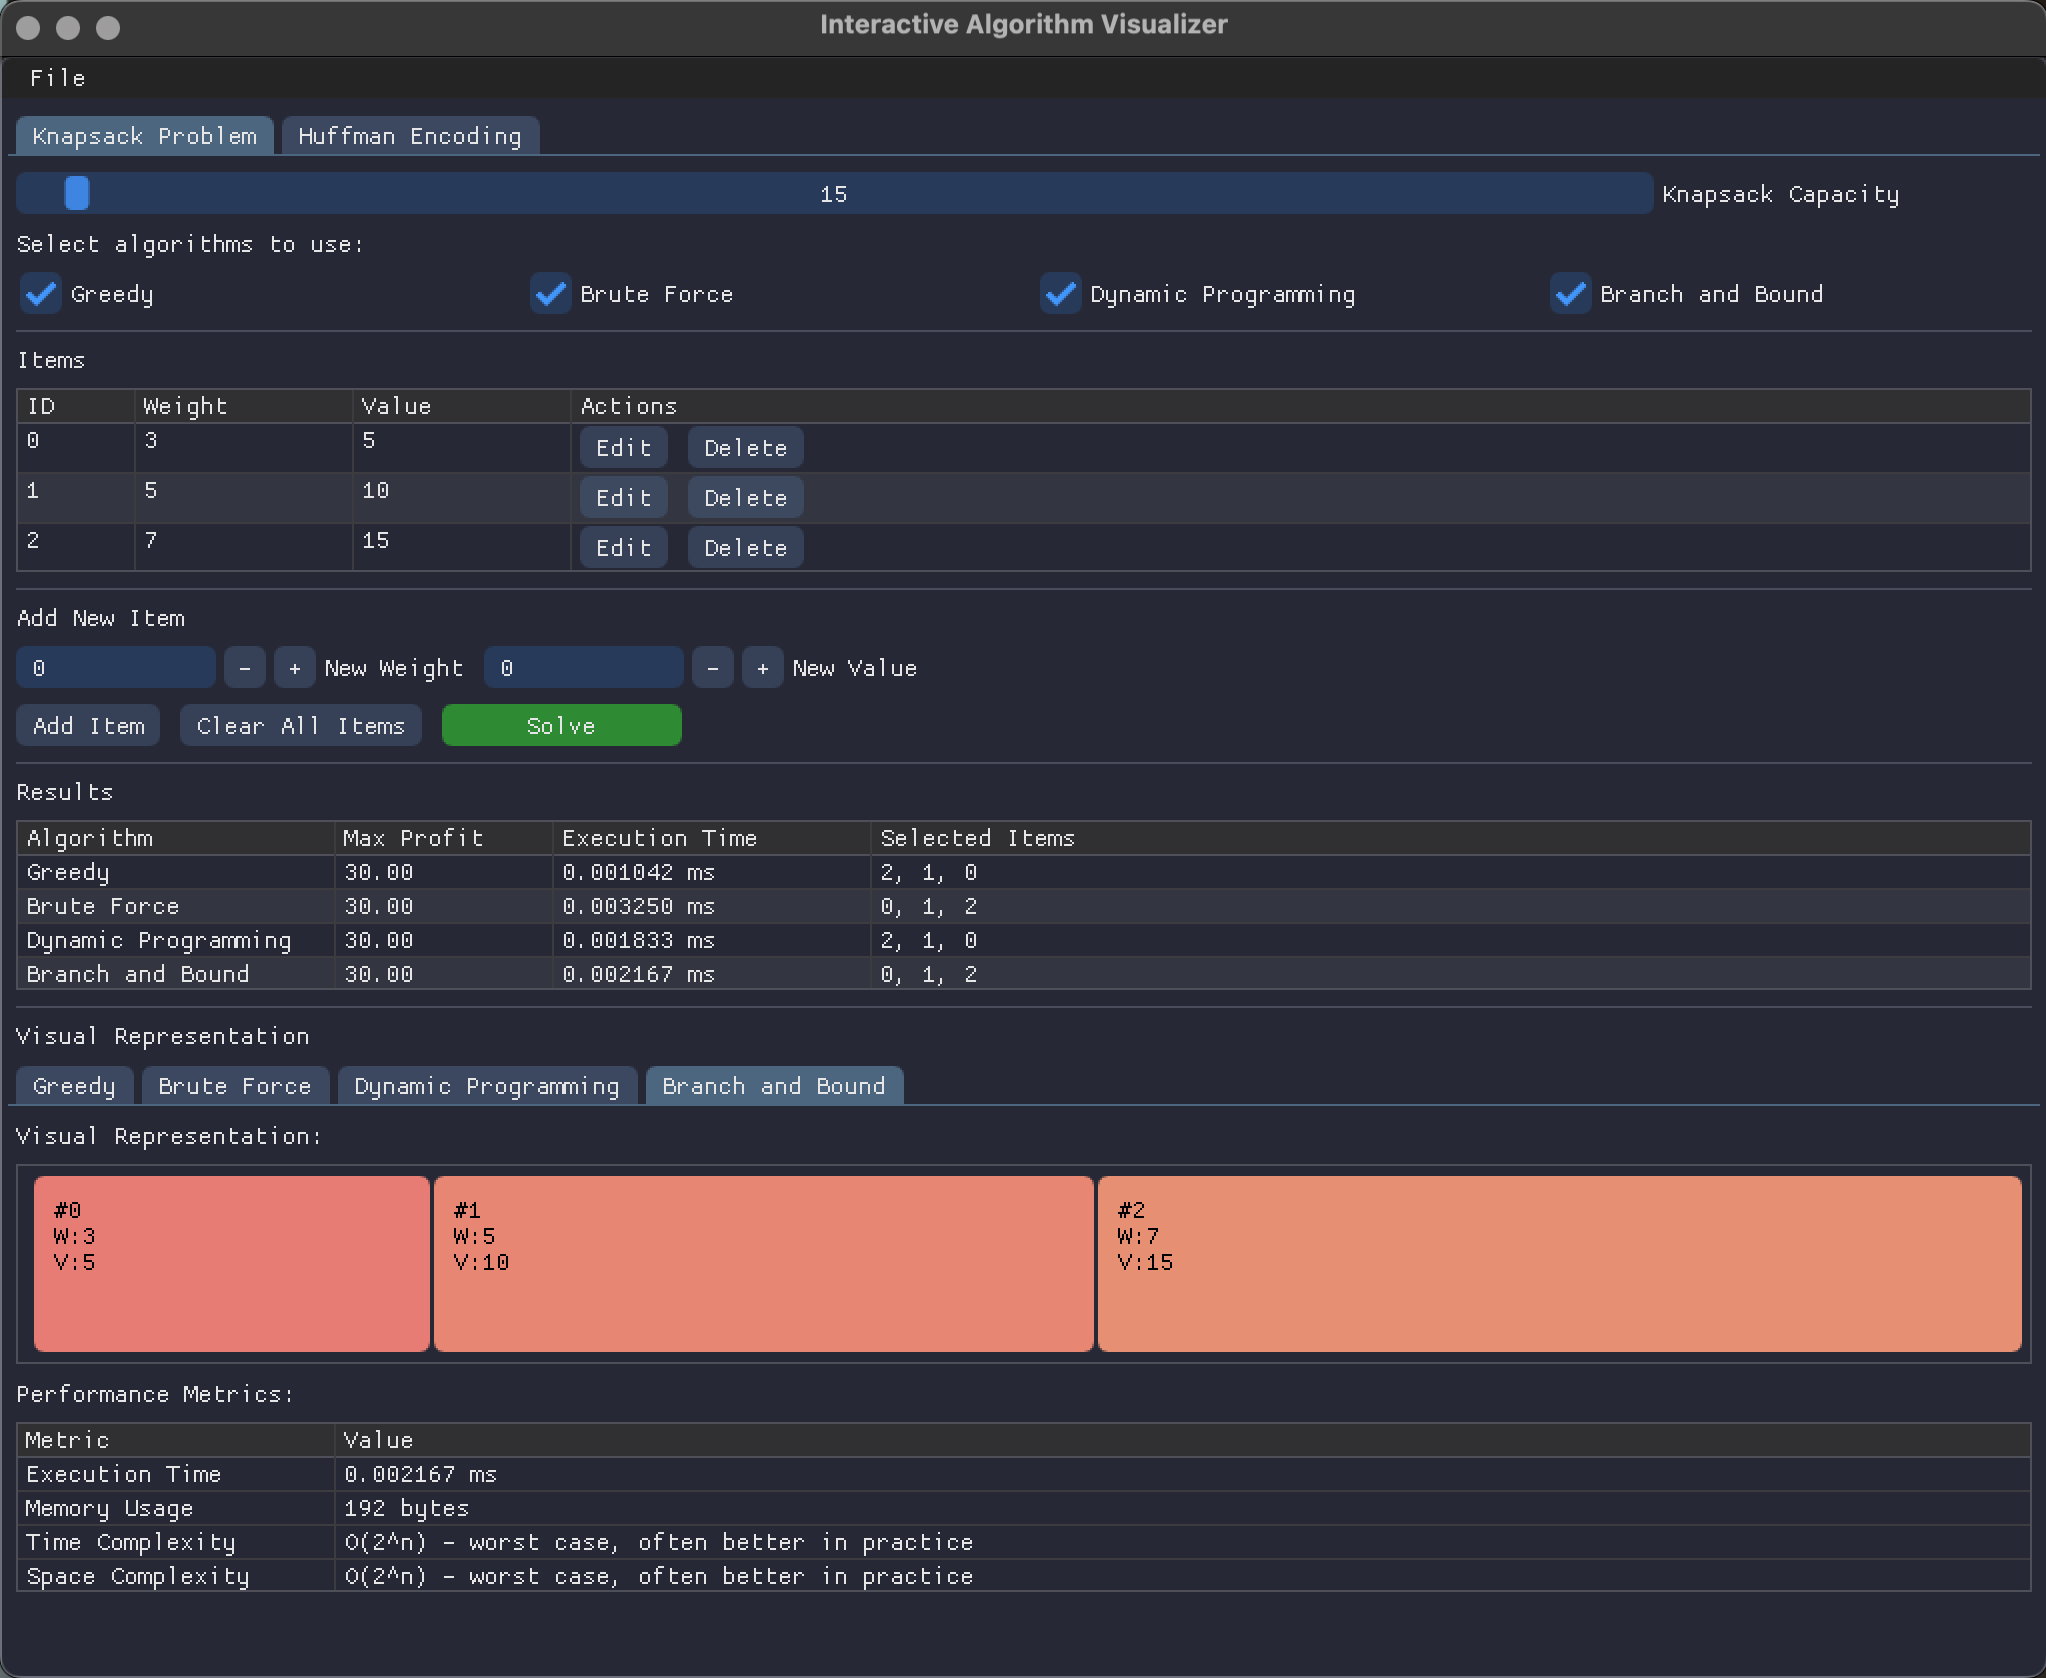 Interactive Algorithm Visualizer
File
Knapsack Problem Huffman Encoding
15 Knapsack Capacity
Select algorithms to use:
Greedy Brute Force Dynamic Programming Branch and Bound
Items
ID Weight Value Actions
0 3 5 Edit Delete
1 5 10 Edit Delete
2 7 15 Edit Delete
Add New Item
0 - + New Weight 0 - + New Value
Add Item Clear All Items Solve
Results
Algorithm Max Profit Execution Time Selected Items
Greedy 30.00 0.001042 ms 2, 1, 0
Brute Force 30.00 0.003250 ms 0, 1, 2
Dynamic Programming 30.00 0.001833 ms 2, 1, 0
Branch and Bound 30.00 0.002167 ms 0, 1, 2
Visual Representation
Greedy Brute Force Dynamic Programming Branch and Bound
Visual Representation:
#0 #1 #2
W:3 W:5 W:7
V:5 V:10 V:15
Performance Metrics:
Metric Value
Execution Time 0.002167 ms
Memory Usage 192 bytes
Time Complexity O(2^n) - worst case, often better in practice
Space Complexity O(2^n) - worst case, often better in practice